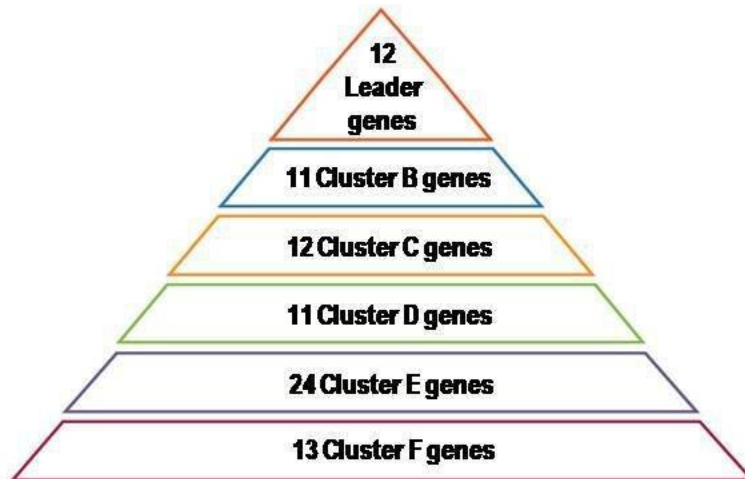 12
Leader
genes
11 Cluster B genes
12 Cluster C genes
11 Cluster D genes
24 Cluster E genes
13 Cluster F genes